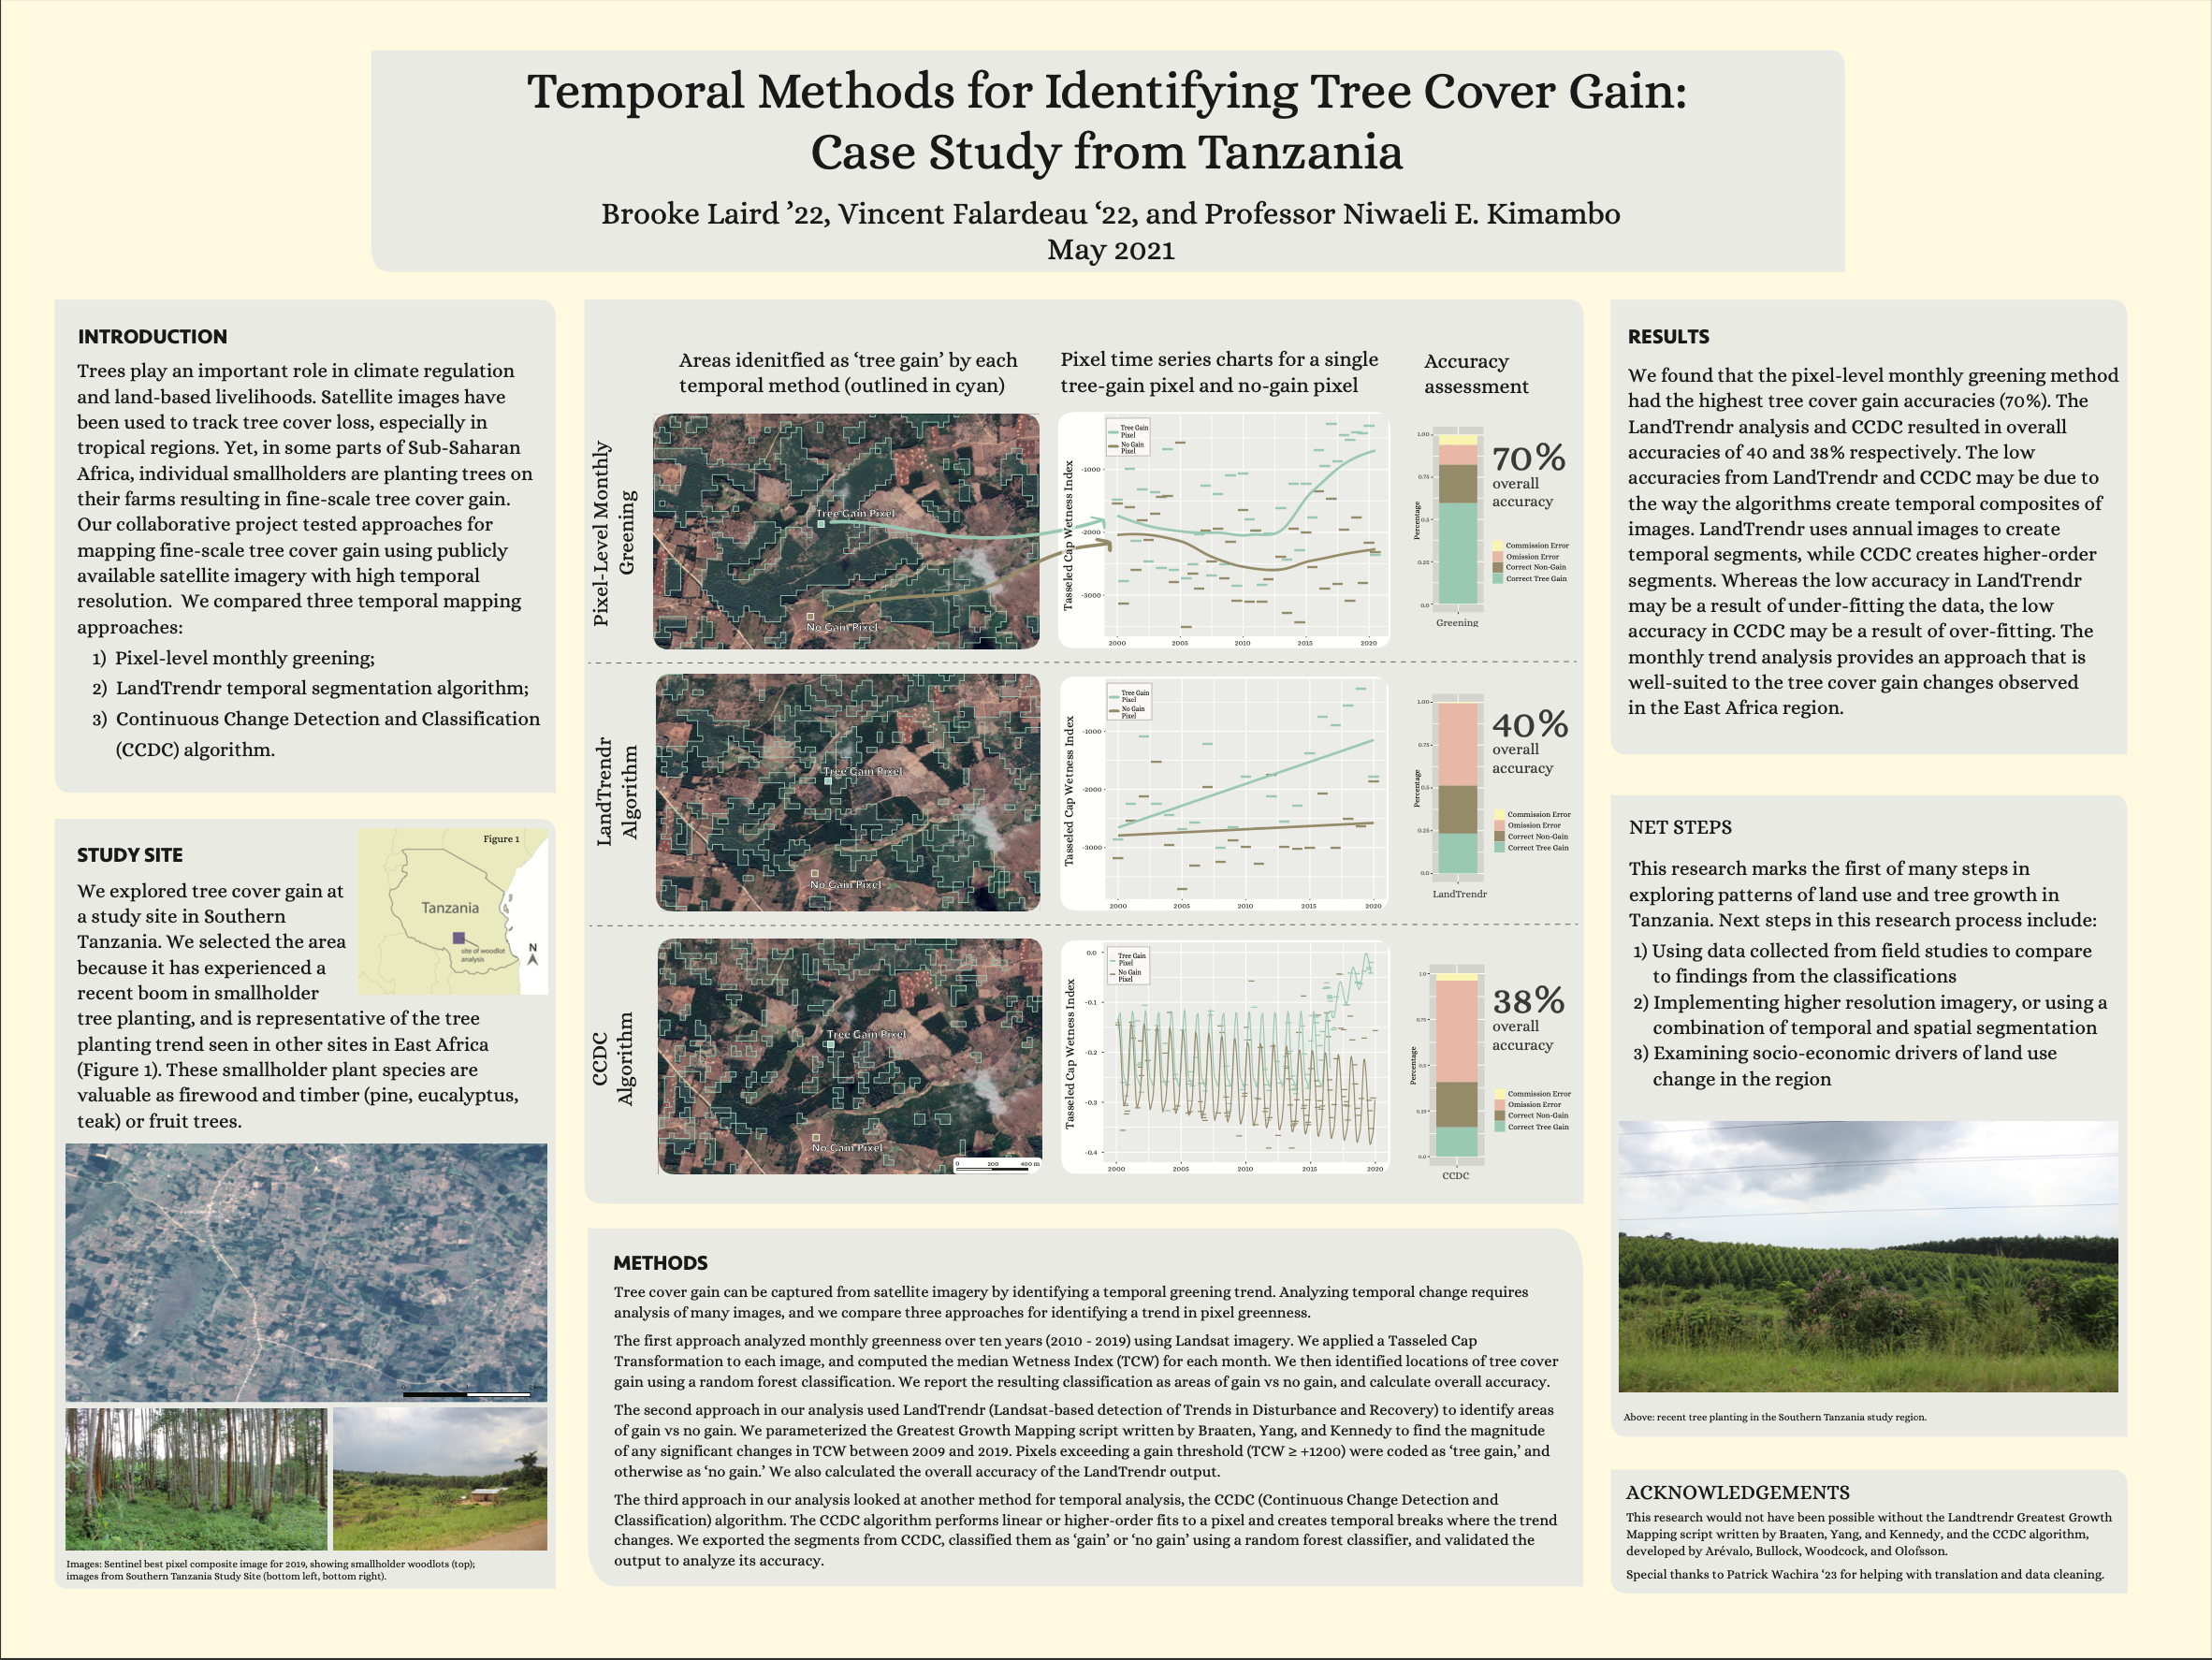 Temporal Methods for Identifying Tree Cover Gain:
Case Study from Tanzania
Brooke Laird ’22, Vincent Falardeau ‘22, and Professor Niwaeli E. Kimambo
May 2021
INTRODUCTION
Trees play an important role in climate regulation
and land-based livelihoods. Satellite images have
been used to track tree cover loss, especially in
tropical regions. Yet, in some parts of Sub-Saharan
Africa, individual smallholders are planting trees on
their farms resulting in fine-scale tree cover gain.
Our collaborative project tested approaches for
mapping fine-scale tree cover gain using publicly
available satellite imagery with high temporal
resolution. We compared three temporal mapping
approaches:
1) Pixel-level monthly greening;
2) LandTrendr temporal segmentation algorithm;
3) Continuous Change Detection and Classification
(CCDC) algorithm.
STUDY SITE
We explored tree cover gain at
a study site in Southern
Tanzania. We selected the area
because it has experienced a
recent boom in smallholder
tree planting, and is representative of the tree
planting trend seen in other sites in East Africa
(Figure 1). These smallholder plant species are
valuable as firewood and timber (pine, eucalyptus,
teak) or fruit trees.
Figure 1
Tanzania
site of woodlot
analysis
N
Images: Sentinel best pixel composite image for 2019, showing smallholder woodlots (top);
images from Southern Tanzania Study Site (bottom left, bottom right).
Areas idenitfied as ‘tree gain’ by each
temporal method (outlined in cyan)
Pixel time series charts for a single
tree-gain pixel and no-gain pixel
Accuracy
assessment
Pixel-Level Monthly
Greening
Tree Gain Pixel
No Gain Pixel
Tasseled Cap Wetness Index
Tree Gain
Pixel
No Gain
Pixel
-1000
-2000
-3000
2000 2005 2010 2015 2020
Percentage
1.00
0.75
0.5
0.25
0.0
Greening
70%
overall
accuracy
Commission Error
Omission Error
Correct Non-Gain
Correct Tree Gain
LandTrendr
Algorithm
Tree Gain Pixel
No Gain Pixel
Tasseled Cap Wetness Index
Tree Gain
Pixel
No Gain
Pixel
-1000
-2000
-3000
2000 2005 2010 2015 2020
Percentage
1.00
0.75
0.5
0.25
0.0
LandTrendr
40%
overall
accuracy
Commission Error
Omission Error
Correct Non-Gain
Correct Tree Gain
CCDC
Algorithm
Tree Gain Pixel
No Gain Pixel
0 200 400 m
Tasseled Cap Wetness Index
Tree Gain
Pixel
No Gain
Pixel
0.0
-0.1
-0.2
-0.3
-0.4
2000 2005 2010 2015 2020
Percentage
1.0
0.75
0.5
0.25
0.0
CCDC
38%
overall
accuracy
Commission Error
Omission Error
Correct Non-Gain
Correct Tree Gain
METHODS
Tree cover gain can be captured from satellite imagery by identifying a temporal greening trend. Analyzing temporal change requires
analysis of many images, and we compare three approaches for identifying a trend in pixel greenness.
The first approach analyzed monthly greenness over ten years (2010 - 2019) using Landsat imagery. We applied a Tasseled Cap
Transformation to each image, and computed the median Wetness Index (TCW) for each month. We then identified locations of tree cover
gain using a random forest classification. We report the resulting classification as areas of gain vs no gain, and calculate overall accuracy.
The second approach in our analysis used LandTrendr (Landsat-based detection of Trends in Disturbance and Recovery) to identify areas
of gain vs no gain. We parameterized the Greatest Growth Mapping script written by Braaten, Yang, and Kennedy to find the magnitude
of any significant changes in TCW between 2009 and 2019. Pixels exceeding a gain threshold (TCW ≥ +1200) were coded as ‘tree gain,’ and
otherwise as ‘no gain.’ We also calculated the overall accuracy of the LandTrendr output.
The third approach in our analysis looked at another method for temporal analysis, the CCDC (Continuous Change Detection and
Classification) algorithm. The CCDC algorithm performs linear or higher-order fits to a pixel and creates temporal breaks where the trend
changes. We exported the segments from CCDC, classified them as ‘gain’ or ‘no gain’ using a random forest classifier, and validated the
output to analyze its accuracy.
RESULTS
We found that the pixel-level monthly greening method
had the highest tree cover gain accuracies (70%). The
LandTrendr analysis and CCDC resulted in overall
accuracies of 40 and 38% respectively. The low
accuracies from LandTrendr and CCDC may be due to
the way the algorithms create temporal composites of
images. LandTrendr uses annual images to create
temporal segments, while CCDC creates higher-order
segments. Whereas the low accuracy in LandTrendr
may be a result of under-fitting the data, the low
accuracy in CCDC may be a result of over-fitting. The
monthly trend analysis provides an approach that is
well-suited to the tree cover gain changes observed
in the East Africa region.
NET STEPS
This research marks the first of many steps in
exploring patterns of land use and tree growth in
Tanzania. Next steps in this research process include:
1) Using data collected from field studies to compare
to findings from the classifications
2) Implementing higher resolution imagery, or using a
combination of temporal and spatial segmentation
3) Examining socio-economic drivers of land use
change in the region
Above: recent tree planting in the Southern Tanzania study region.
ACKNOWLEDGEMENTS
This research would not have been possible without the Landtrendr Greatest Growth
Mapping script written by Braaten, Yang, and Kennedy, and the CCDC algorithm,
developed by Arévalo, Bullock, Woodcock, and Olofsson.
Special thanks to Patrick Wachira ‘23 for helping with translation and data cleaning.